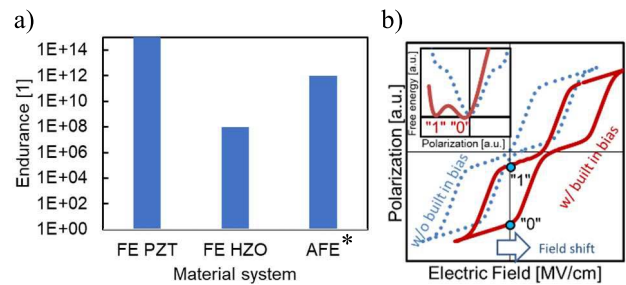 a)
1E+14
1E+12
1E+10
1E+08
1E+06
1E+04
1E+02
1E+00
Endurance [1]
FE PZT
FE HZO
AFE*
Material system
b)
Free energy [a.u.]
"1" "0"
Polarization [a.u.]
Polarization [a.u.]
w/o built in bias
w/ built in bias
"1"
"0"
Field shift
Electric Field [MV/cm]